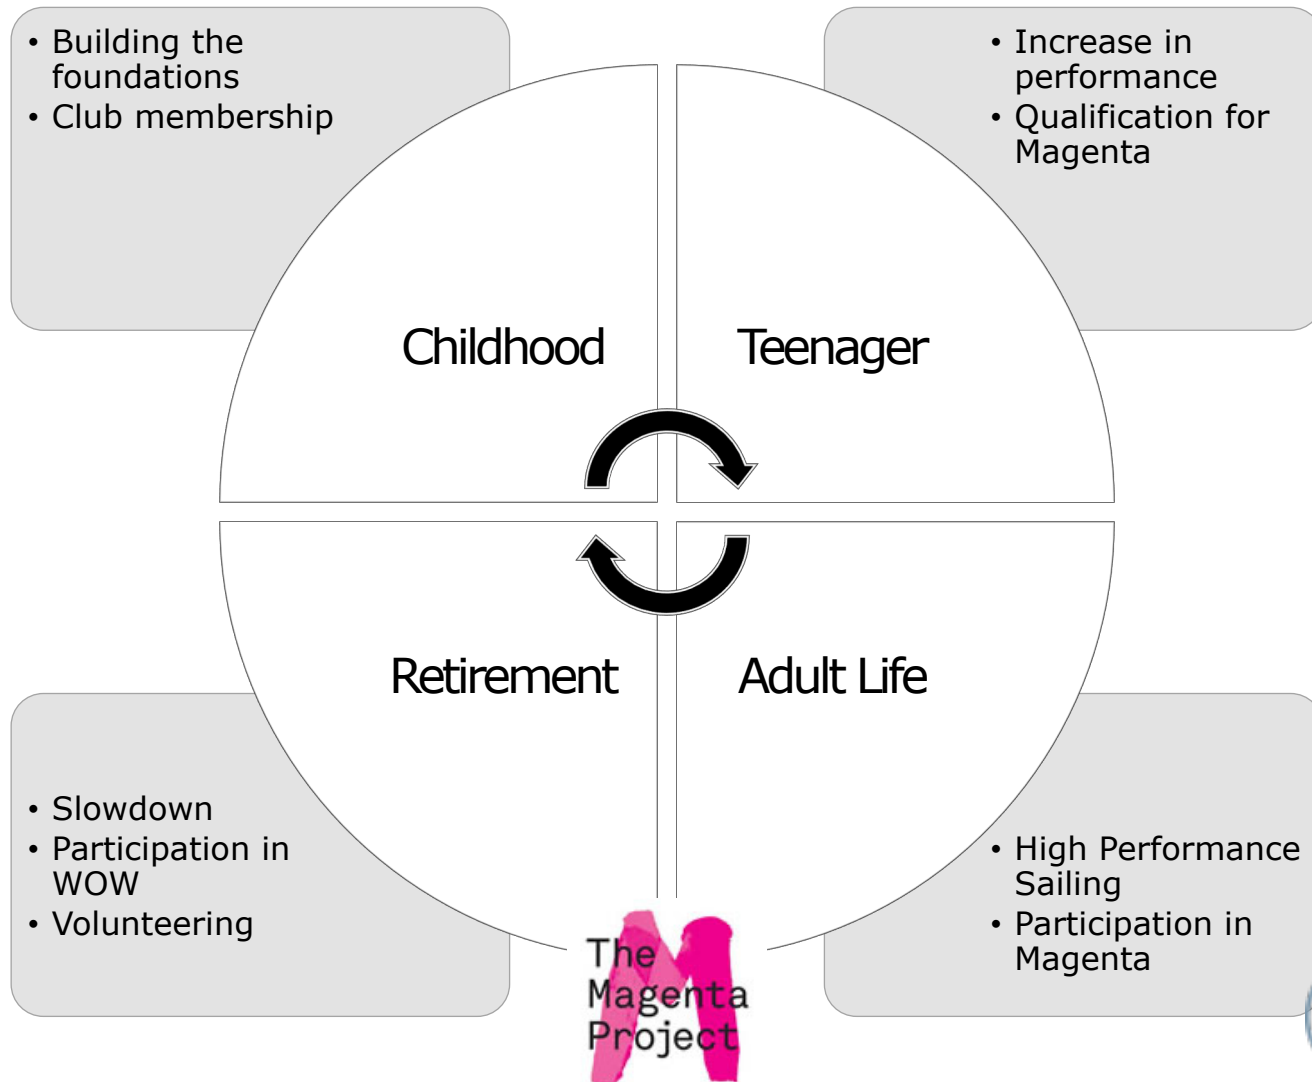 • Building the
foundations
• Club membership
• Increase in
performance
• Qualification for
Magenta
Childhood
Teenager
Retirement
Adult Life
• Slowdown
• Participation in
WOW
• Volunteering
• High Performance
Sailing
• Participation in
Magenta
The
Magenta
Project